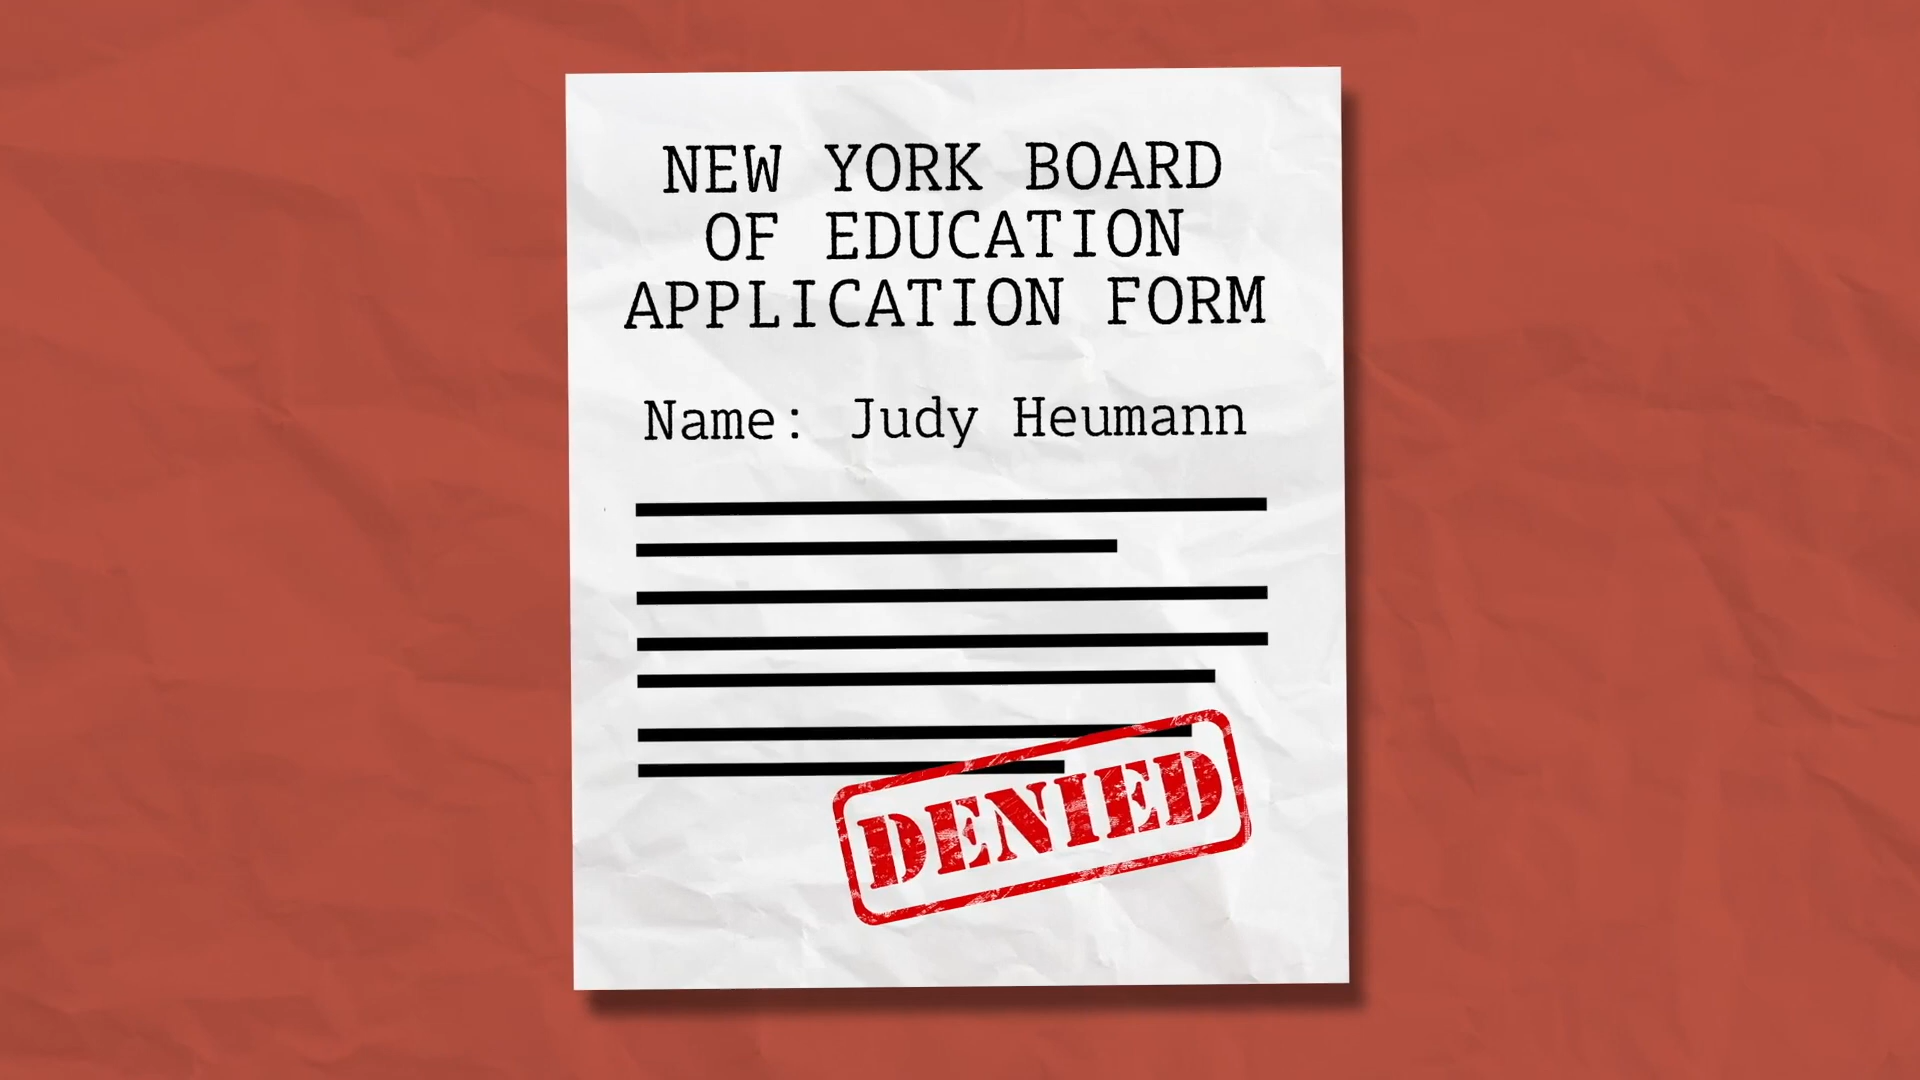 NEW YORK BOARD
OF EDUCATION
APPLICATION FORM
Name: Judy Heumann
DENIED